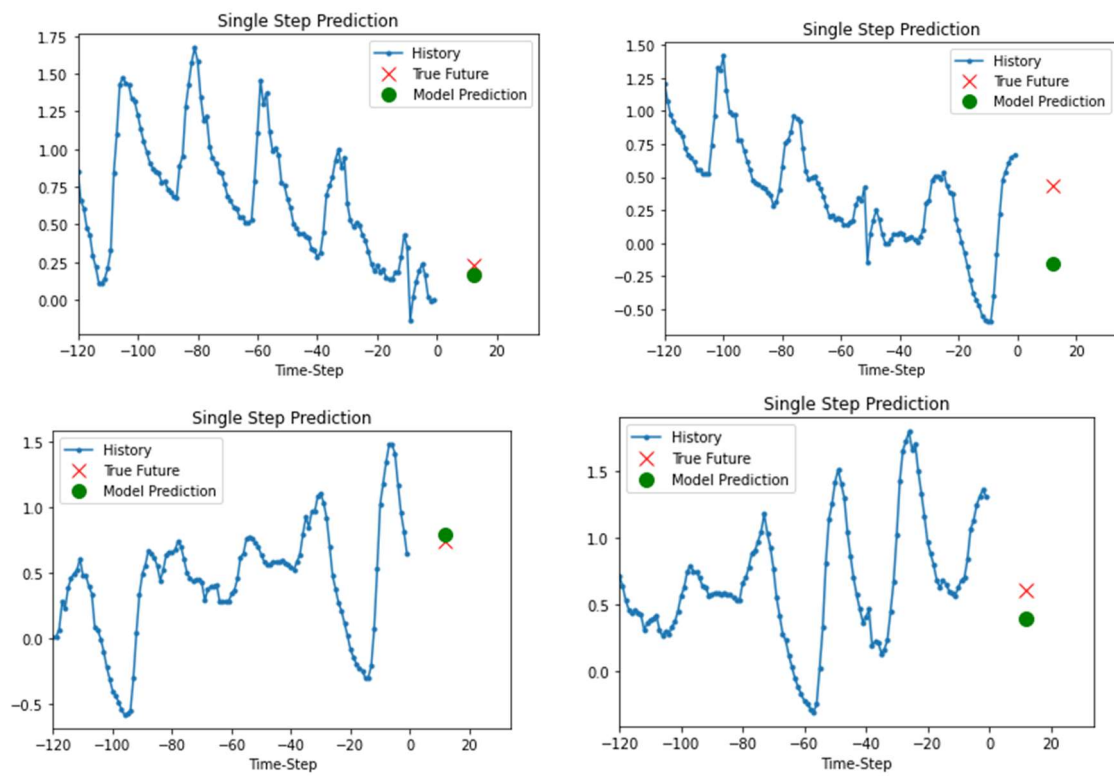 Single Step Prediction
1.75
1.50
1.25
1.00
0.75
0.50
0.25
0.00
−120
−100
−80
−60
−40
−20
0
20
Time-Step
History
True Future
Model Prediction
Single Step Prediction
1.50
1.25
1.00
0.75
0.50
0.25
0.00
−0.25
−0.50
−120
−100
−80
−60
−40
−20
0
20
Time-Step
History
True Future
Model Prediction
Single Step Prediction
1.5
1.0
0.5
0.0
−0.5
−120
−100
−80
−60
−40
−20
0
20
Time-Step
History
True Future
Model Prediction
Single Step Prediction
1.5
1.0
0.5
0.0
−120
−100
−80
−60
−40
−20
0
20
Time-Step
History
True Future
Model Prediction